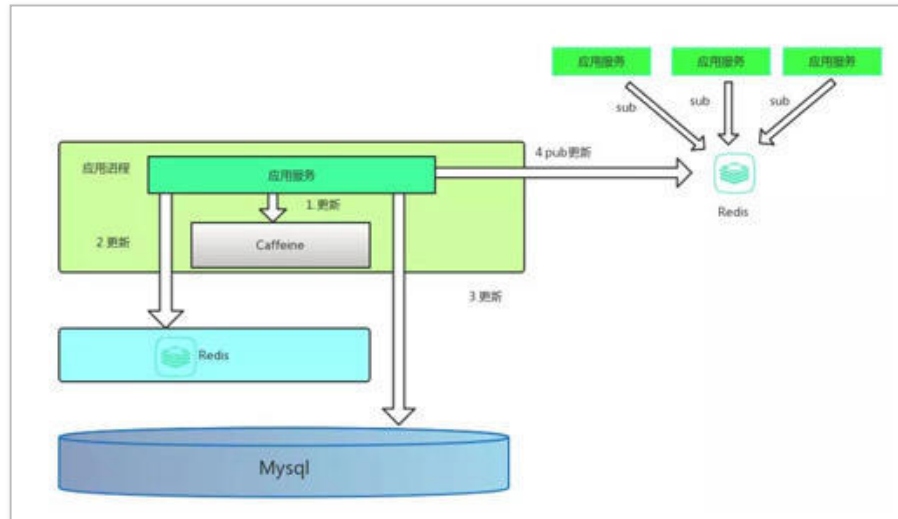 应用服务
应用服务
应用服务
sub
sub
sub
4.pub更新
应用进程
应用服务
Redis
1.更新
2.更新
Caffeine
3.更新
Redis
Mysql